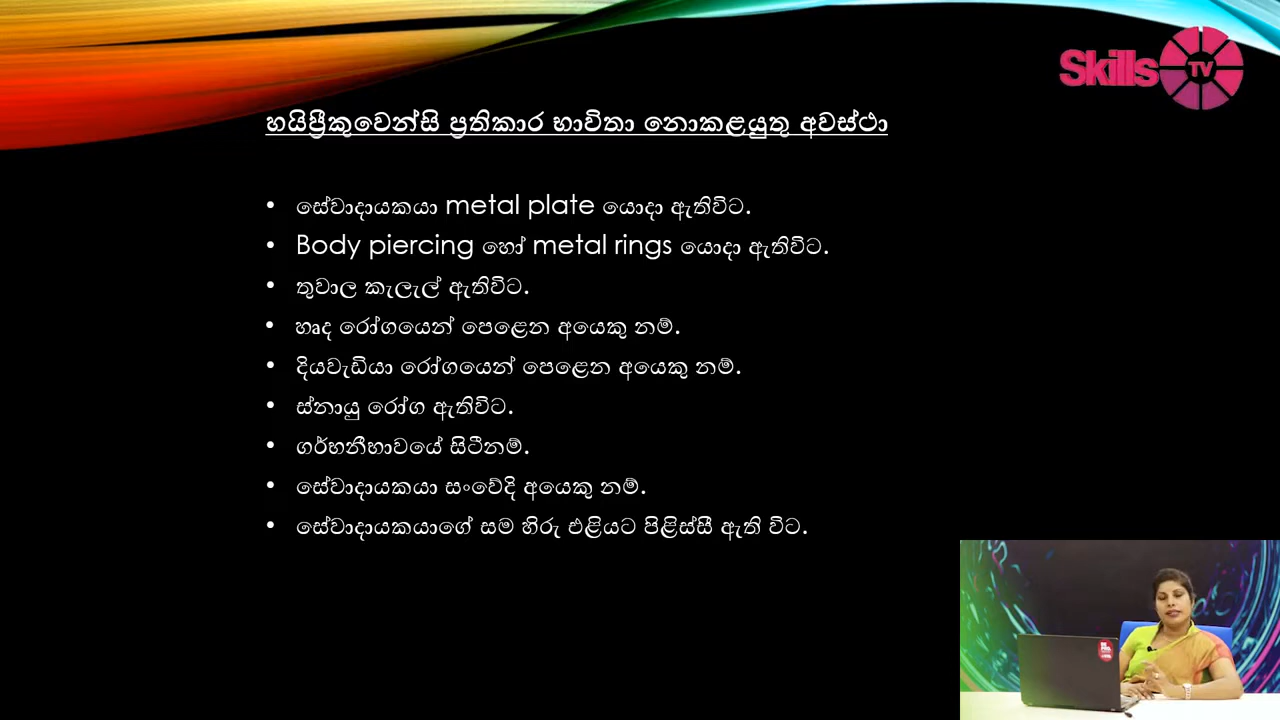 Skills TV
හයිෆ්‍රීකුවෙන්සි ප්‍රතිකාර භාවිතා නොකළයුතු අවස්ථා
• සේවාදායකයා metal plate යොදා ඇතිවිට.
• Body piercing හෝ metal rings යොදා ඇතිවිට.
• තුවාල කැලැල් ඇතිවිට.
• හෘද රෝගයෙන් පෙළෙන අයෙකු නම්.
• දියවැඩියා රෝගයෙන් පෙළෙන අයෙකු නම්.
• ස්නායු රෝග ඇතිවිට.
• ගර්භනීභාවයේ සිටීනම්.
• සේවාදායකයා සංවේදි අයෙකු නම්.
• සේවාදායකයාගේ සම හිරු එළියට පිළිස්සී ඇති විට.